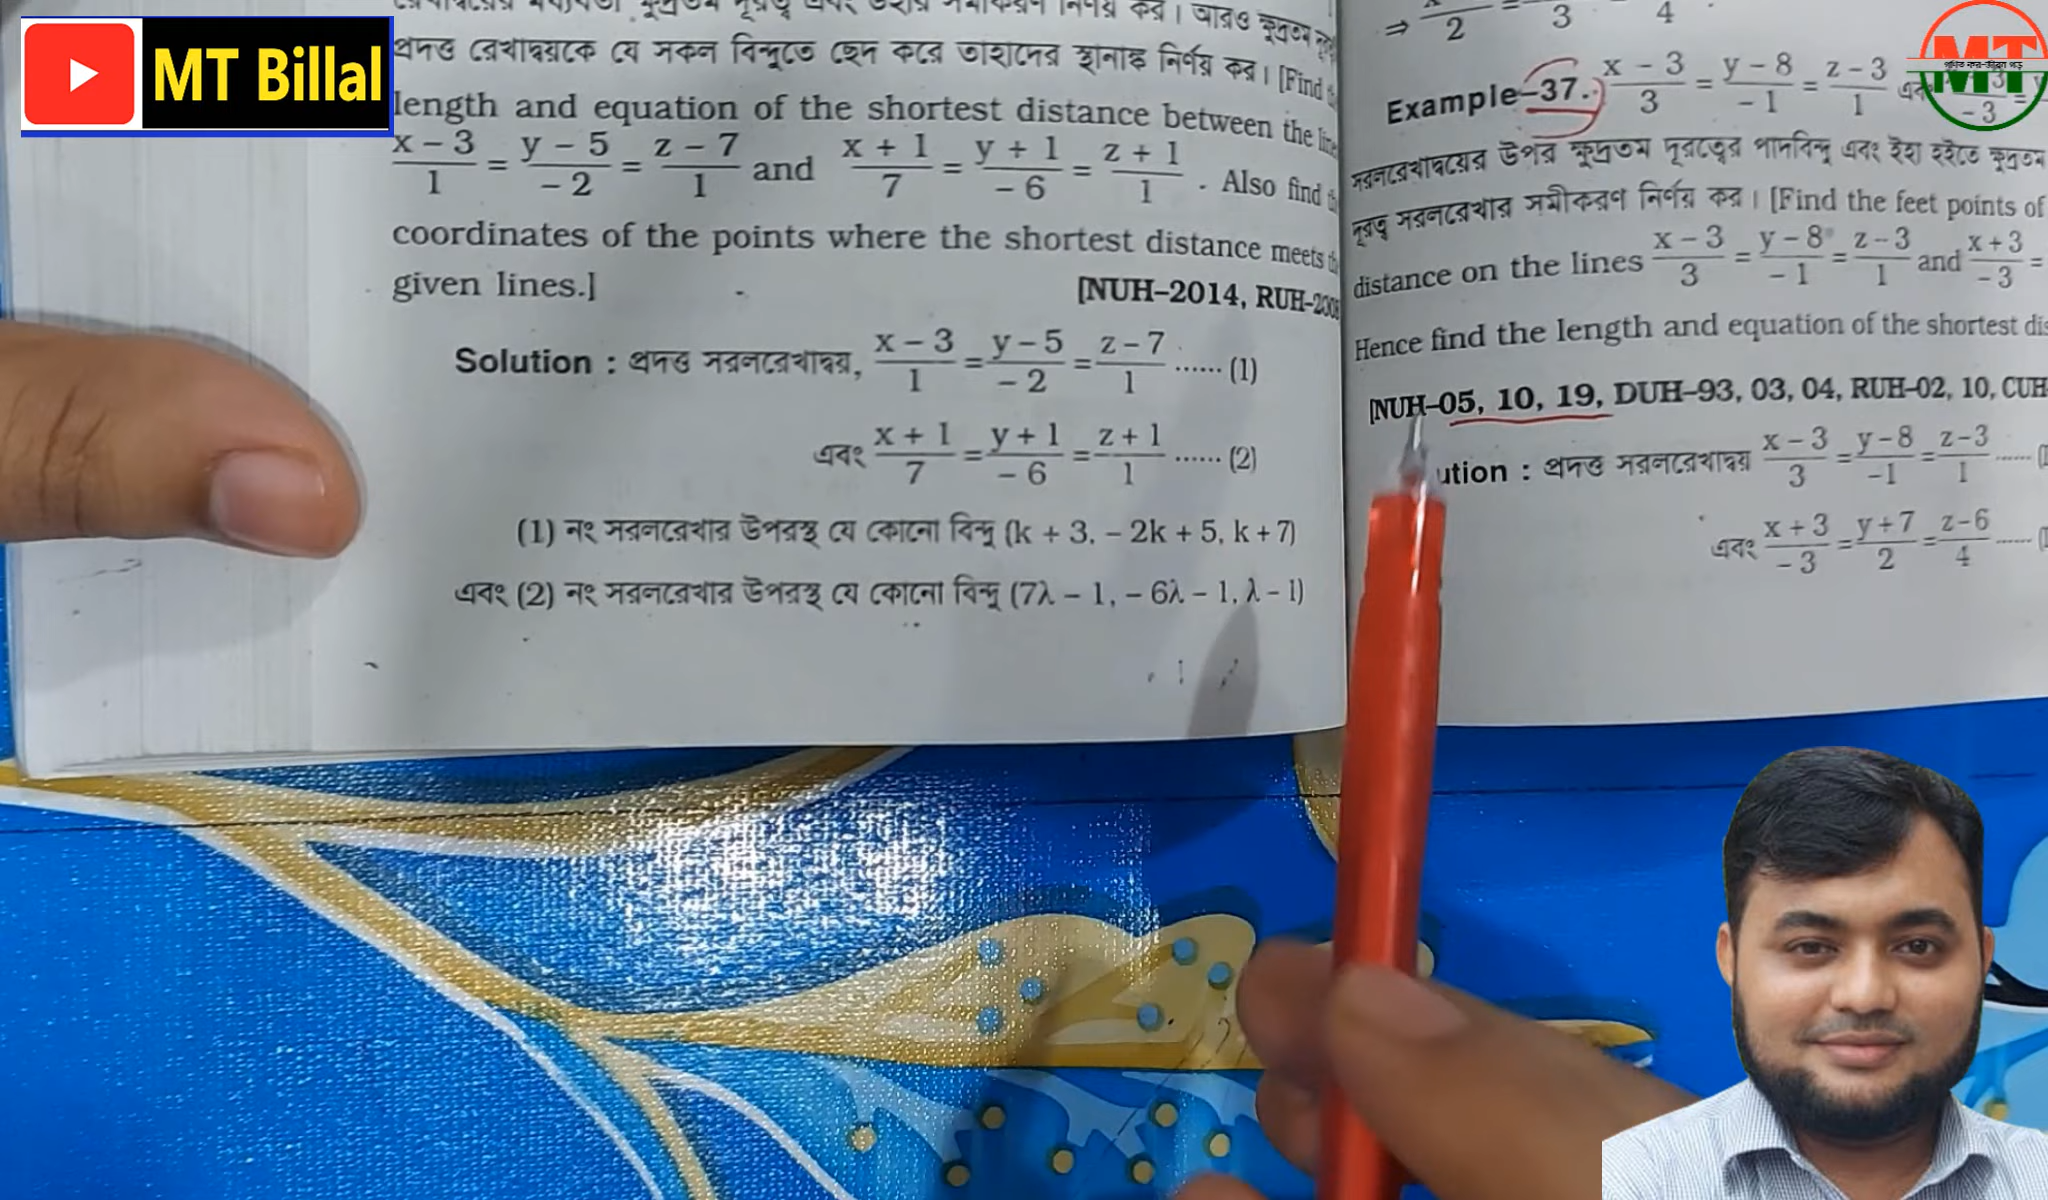 MT Billal
প্রদত্ত রেখাদ্বয়কে যে সকল বিন্দুতে ছেদ করে তাহাদের স্থানাঙ্ক নির্ণয় কর। [Find
length and equation of the shortest distance between the line
x – 3 / 1 = y – 5 / – 2 = z – 7 / 1 and x + 1 / 7 = y + 1 / – 6 = z + 1 / 1 . Also find
coordinates of the points where the shortest distance meets
given lines.]
[NUH–2014, RUH–2008
Solution : প্রদত্ত সরলরেখাদ্বয়, x – 3 / 1 = y – 5 / – 2 = z – 7 / 1 ...... (1)
এবং x + 1 / 7 = y + 1 / – 6 = z + 1 / 1 ...... (2)
(1) নং সরলরেখার উপরস্থ যে কোনো বিন্দু (k + 3, – 2k + 5, k + 7)
এবং (2) নং সরলরেখার উপরস্থ যে কোনো বিন্দু (7λ – 1, – 6λ – 1, λ – 1)
MT
Example–37. x – 3 / 3 = y – 8 / – 1 = z – 3 / 1 এবং
সরলরেখাদ্বয়ের উপর ক্ষুদ্রতম দূরত্বের পাদবিন্দু এবং ইহা হইতে ক্ষুদ্রতম
দূরত্ব সরলরেখার সমীকরণ নির্ণয় কর। [Find the feet points of
distance on the lines x – 3 / 3 = y – 8 / – 1 = z – 3 / 1 and x + 3 / – 3 =
Hence find the length and equation of the shortest dis
[NUH–05, 10, 19, DUH–93, 03, 04, RUH–02, 10, CUH
ution : প্রদত্ত সরলরেখাদ্বয় x – 3 / 3 = y – 8 / -1 = z – 3 / 1 ......
এবং x + 3 / – 3 = y + 7 / 2 = z – 6 / 4 ......